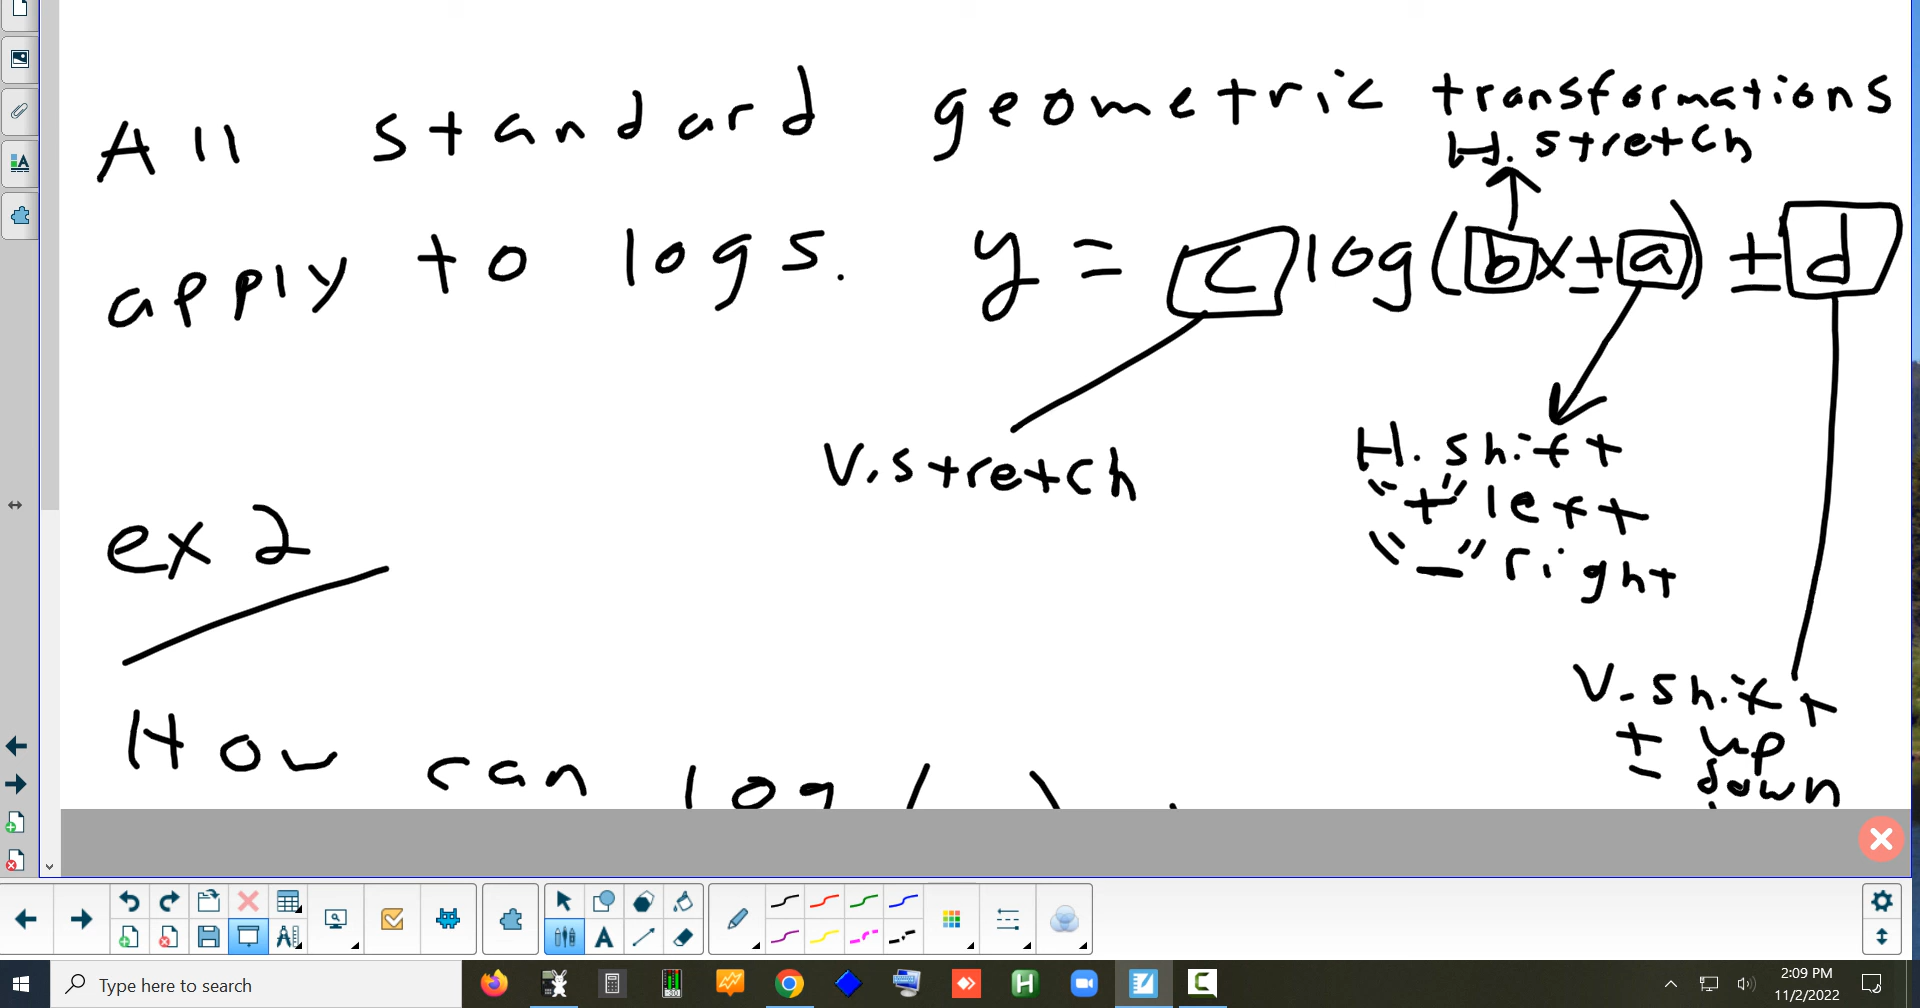 All standard geometric transformations
H. stretch
apply to logs. y = c log(bx ± a) ± d
V. stretch
H. shift
"+" left
"-" right
ex 2
V. shift
+ up
- down
How can log( )
Type here to search
2:09 PM
11/2/2022